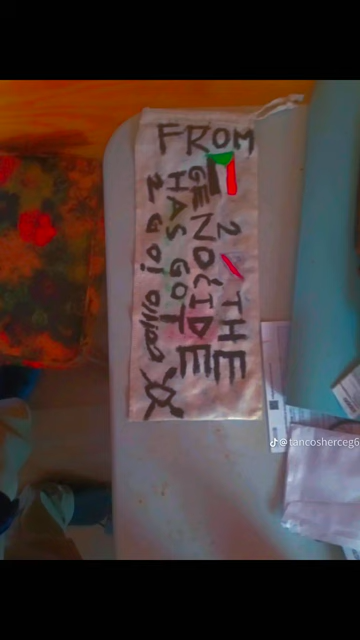 FROM
2 / THE
GENOCIDE
HAS GOT
2 GO!
@tancosherceg6